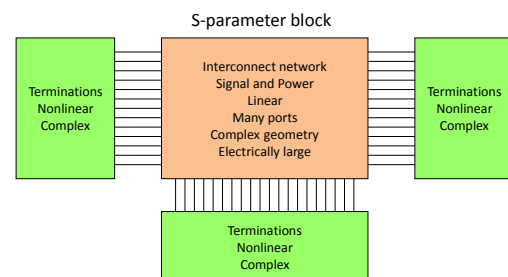 S-parameter block
Terminations
Nonlinear
Complex
Interconnect network
Signal and Power
Linear
Many ports
Complex geometry
Electrically large
Terminations
Nonlinear
Complex
Terminations
Nonlinear
Complex